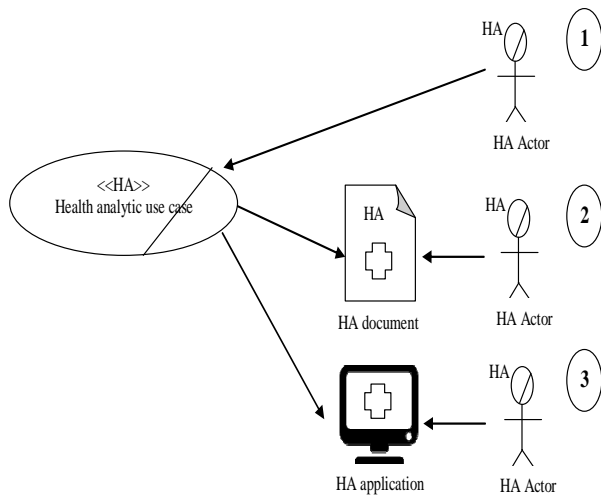 HA
1
HA Actor
<<HA>>
Health analytic use case
HA
HA
2
HA document
HA Actor
HA
3
HA application
HA Actor